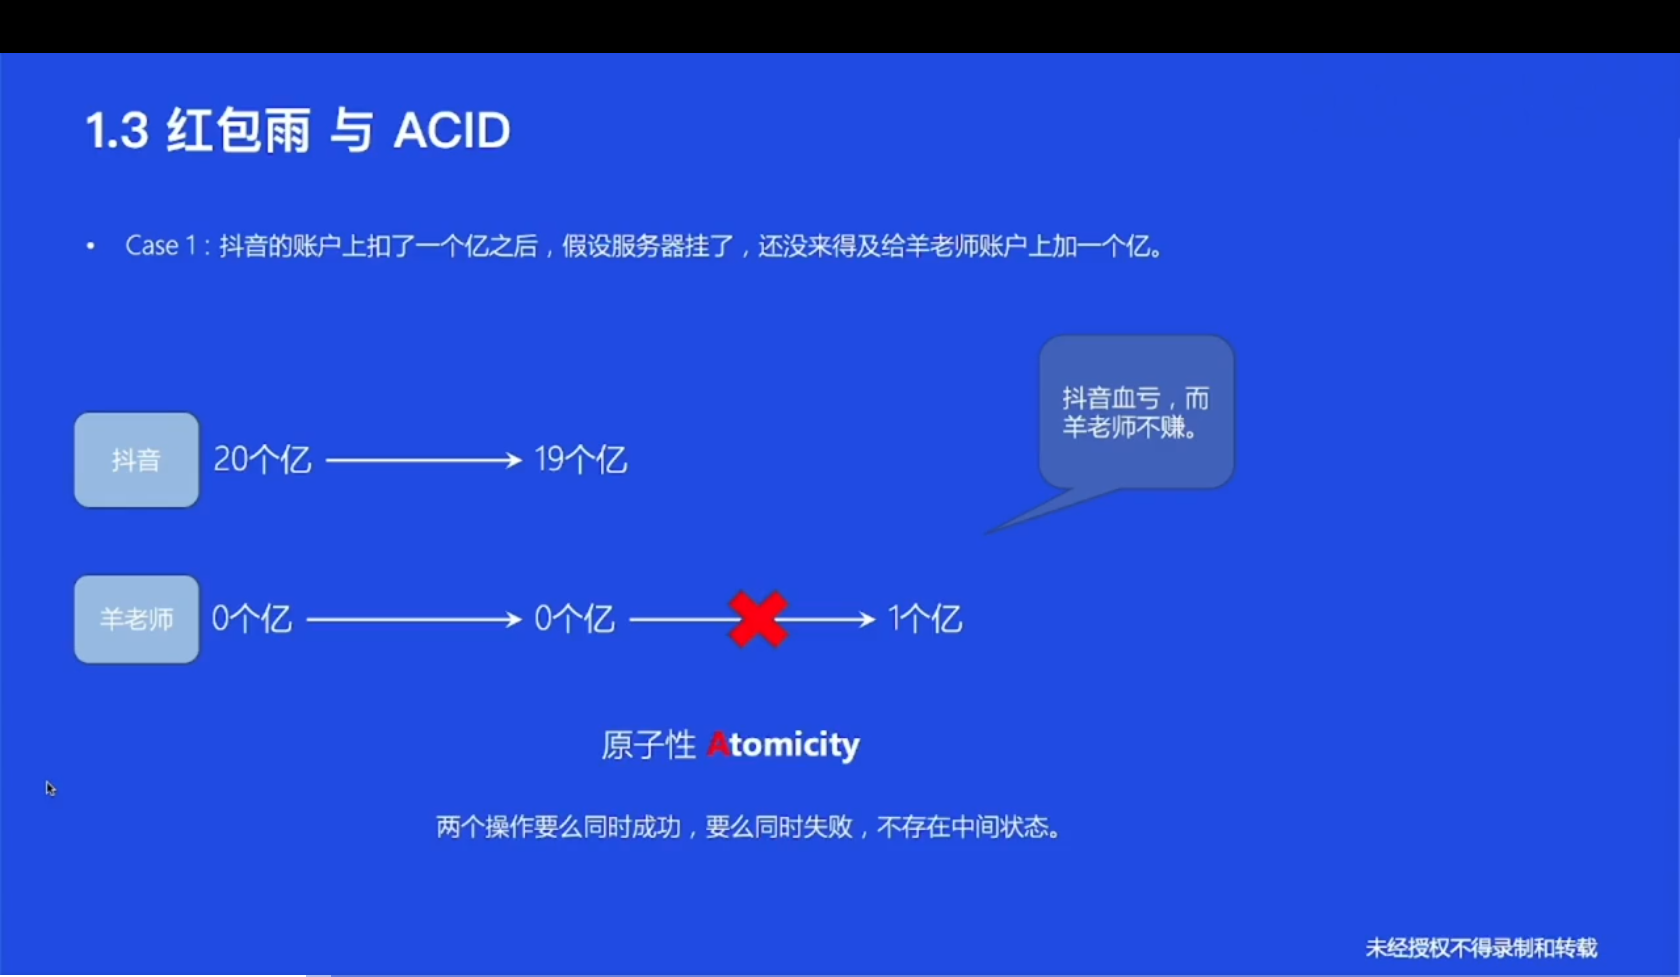 1.3 红包雨 与 ACID
• Case 1：抖音的账户上扣了一个亿之后，假设服务器挂了，还没来得及给羊老师账户上加一个亿。
抖音血亏，而
羊老师不赚。
抖音 20个亿 19个亿
羊老师 0个亿 0个亿 1个亿
原子性 Atomicity
两个操作要么同时成功，要么同时失败，不存在中间状态。
未经授权不得录制和转载